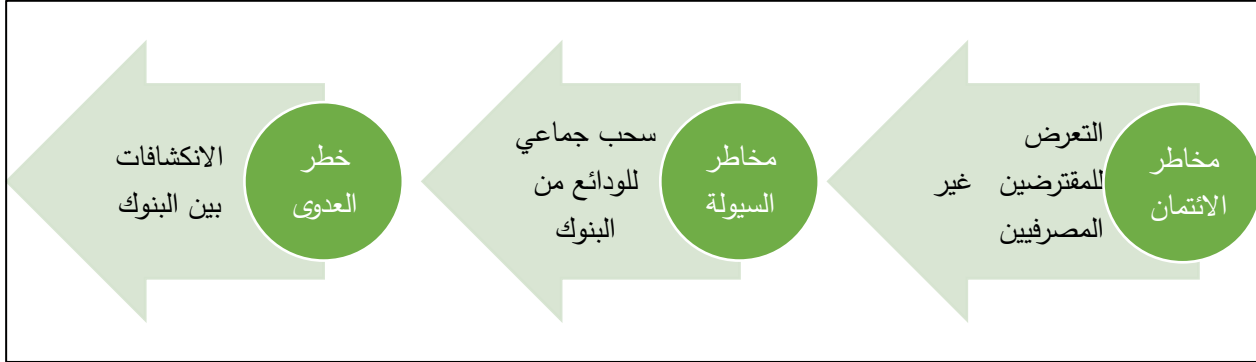 مخاطر
الائتمان
التعرض
للمقترضين غير
المصرفيين
مخاطر
السيولة
سحب جماعي
للودائع من
البنوك
خطر
العدوى
الانكشافات
بين البنوك